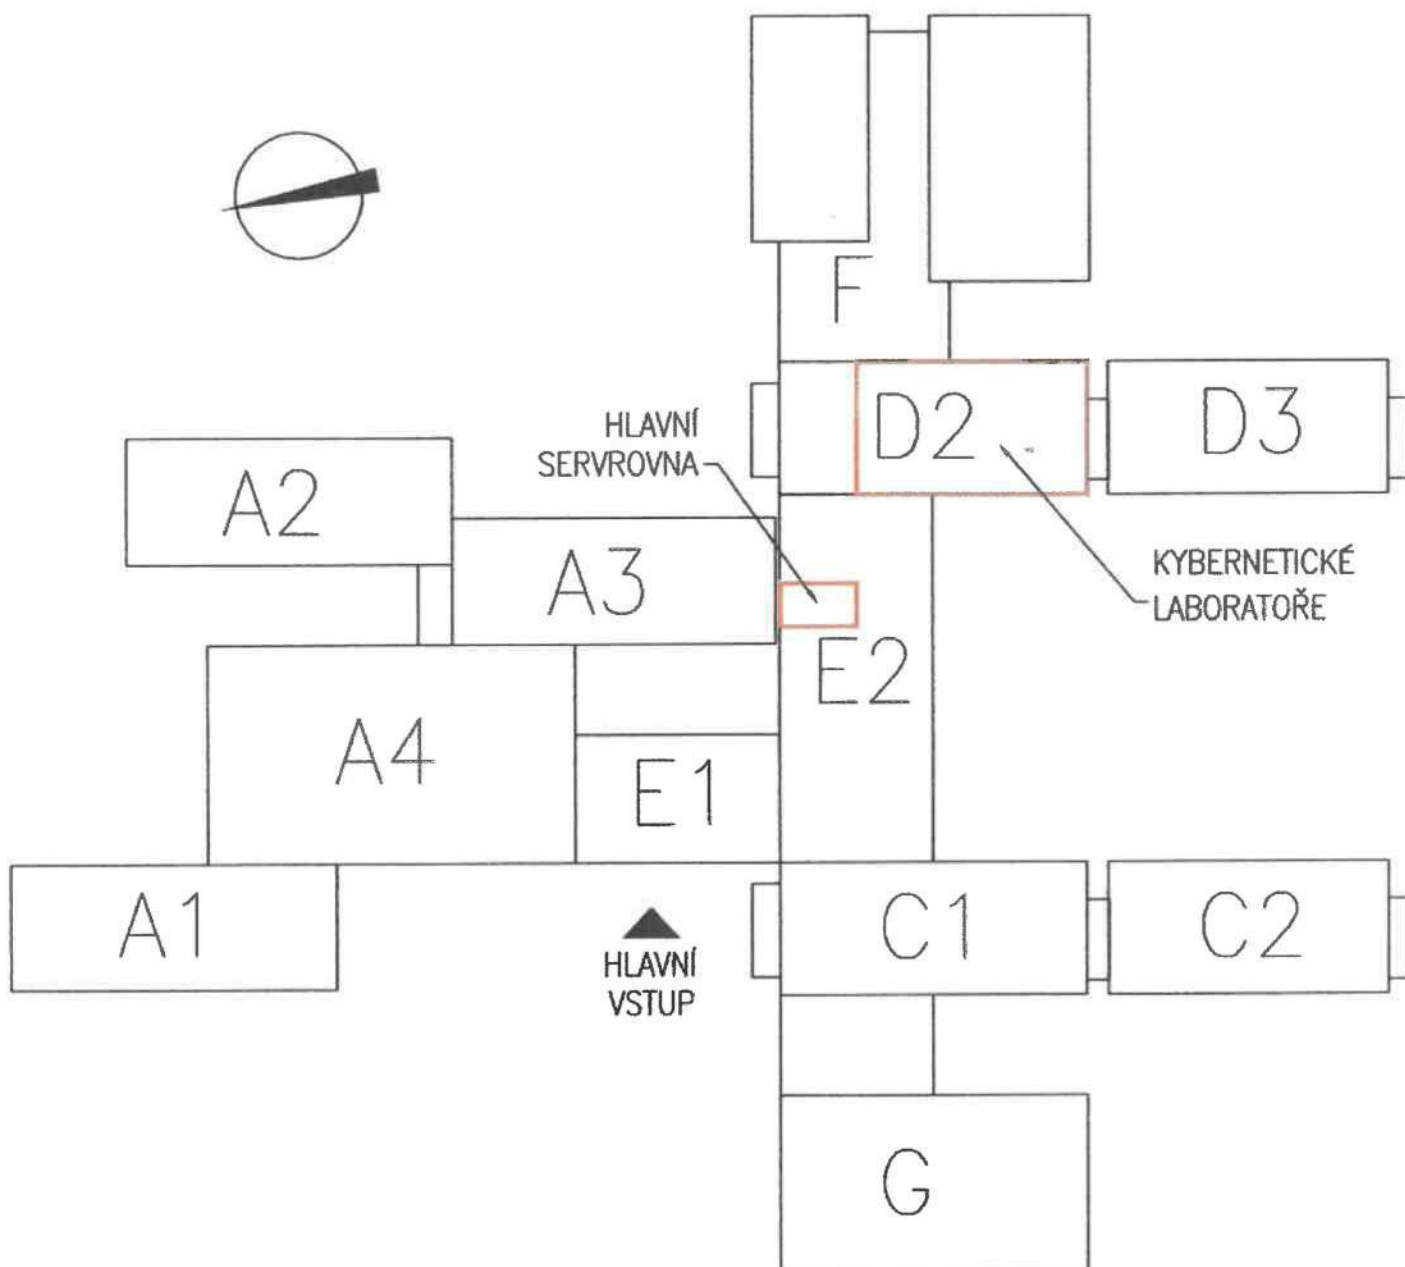 F
D2
D3
HLAVNÍ
SERVROVNA
A2
A3
KYBERNETICKÉ
LABORATOŘE
E2
A4
E1
A1
C1
C2
HLAVNÍ
VSTUP
G